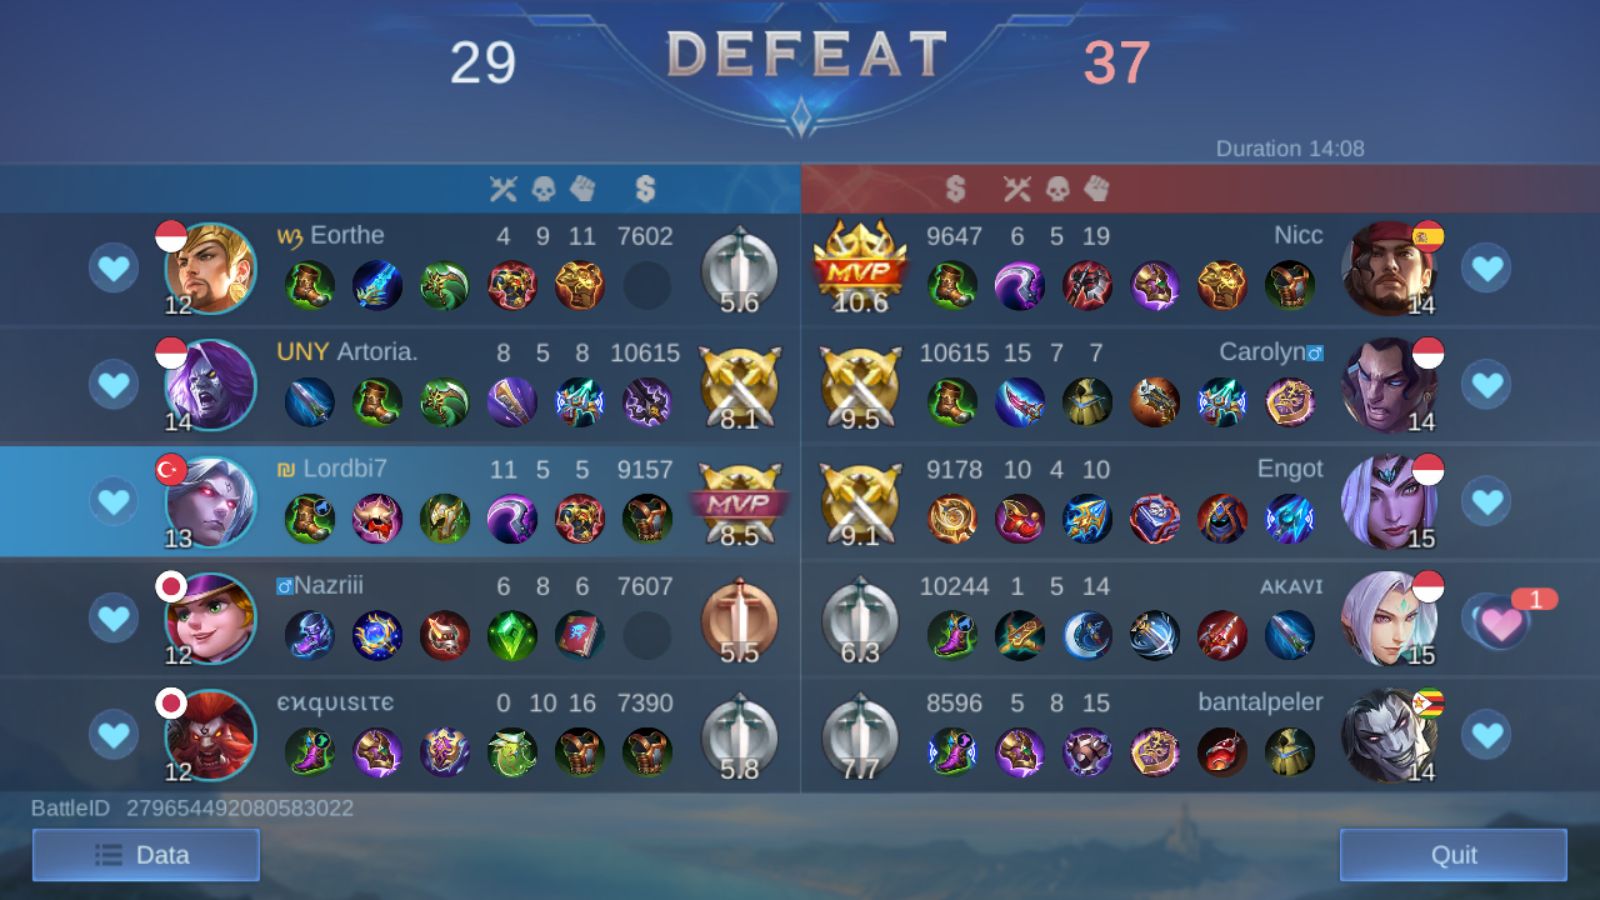 29 DEFEAT 37
Duration 14:08
W3 Eorthe 4 9 11 7602 5.6
12
MVP 10.6 9647 6 5 19 Nicc
14
UNY Artoria. 8 5 8 10615 8.1
14
9.5 10615 15 7 7 Carolyn♂
14
₪ Lordbi7 11 5 5 9157 MVP 8.5
13
9.1 9178 10 4 10 Engot
15
♂Nazriii 6 8 6 7607 5.5
12
6.3 10244 1 5 14 ᴀᴋᴀᴠɪ 1
15
єϰqυιsιτє 0 10 16 7390 5.8
12
7.7 8596 5 8 15 bantalpeler
14
BattleID 279654492080583022
Data
Quit